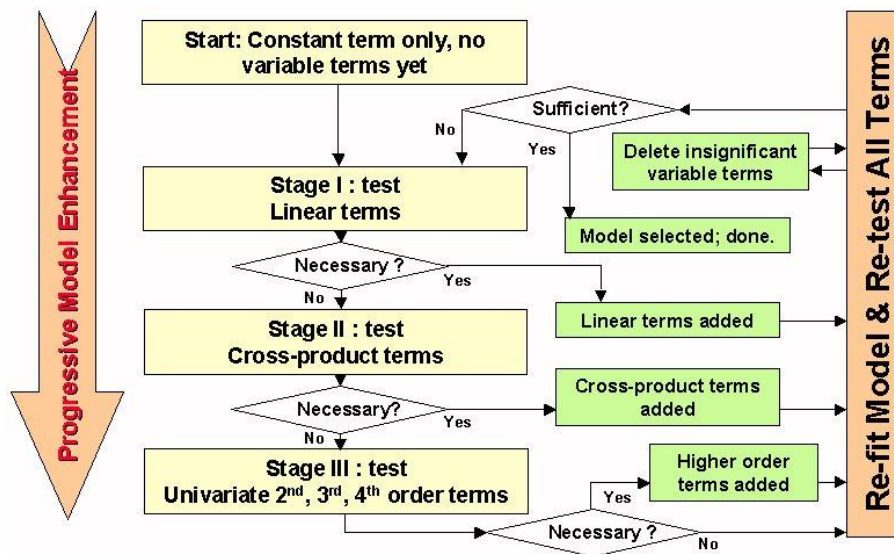 Progressive Model Enhancement
Start: Constant term only, no
variable terms yet
Sufficient?
No
Yes
Delete insignificant
variable terms
Stage I : test
Linear terms
Model selected; done.
Necessary ?
Yes
No
Linear terms added
Stage II : test
Cross-product terms
Cross-product terms
added
Necessary?
Yes
No
Stage III : test
Univariate 2nd, 3rd, 4th order terms
Higher order
terms added
Yes
Necessary ?
No
Re-fit Model & Re-test All Terms